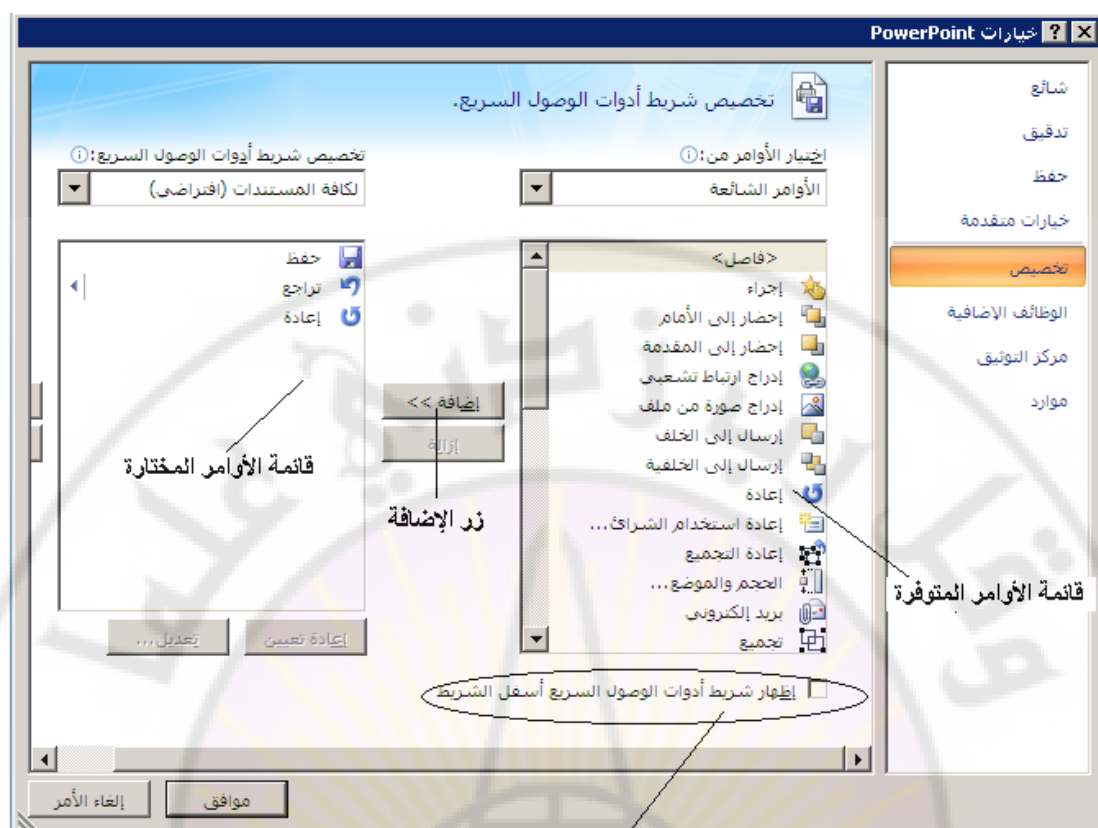 خيارات PowerPoint
شائع
تدقيق
حفظ
خيارات متقدمة
تخصيص
الوظائف الإضافية
مركز التوثيق
موارد
تخصيص شريط أدوات الوصول السريع.
اختيار الأوامر من:
الأوامر الشائعة
<فاصل>
إجراء
إحضار إلى الأمام
إحضار إلى المقدمة
إدراج ارتباط تشعبي
إدراج صورة من ملف
إرسال إلى الخلف
إرسال إلى الخلفية
إعادة
إعادة استخدام الشرائ...
إعادة التجميع
الحجم والموضع...
بريد إلكتروني
تجميع
قائمة الأوامر المتوفرة
إضافة >>
إزالة
زر الإضافة
تخصيص شريط أدوات الوصول السريع:
لكافة المستندات (افتراضي)
حفظ
تراجع
إعادة
قائمة الأوامر المختارة
إعادة تعيين
تعديل...
إظهار شريط أدوات الوصول السريع أسفل الشريط
موافق
إلغاء الأمر